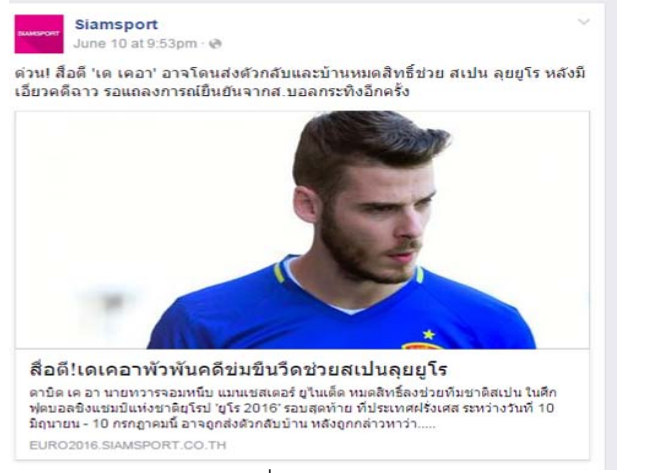 SIAMSPORT
Siamsport
June 10 at 9:53pm ·
ด่วน! สื่อตี 'เด เคอา' อาจโดนส่งตัวกลับและบ้านหมดสิทธิ์ช่วย สเปน ลุยยูโร หลังมี
เอี่ยวคดีฉาว รอแถลงการณ์ยืนยันจากส.บอลกระทิงอีกครั้ง
สื่อตี!เดเคอาพัวพันคดีข่มขืนวืดช่วยสเปนลุยยูโร
ดาบิด เด เค อา นายทวารจอมหนึบ แมนเชสเตอร์ ยูไนเต็ด หมดสิทธิ์ลงช่วยทีมชาติสเปน ในศึก
ฟุตบอลชิงแชมป์แห่งชาติยุโรป 'ยูโร 2016' รอบสุดท้าย ที่ประเทศฝรั่งเศส ระหว่างวันที่ 10
มิถุนายน - 10 กรกฎาคมนี้ อาจถูกส่งตัวกลับบ้าน หลังถูกกล่าวหาว่า.....
EURO2016.SIAMSPORT.CO.TH